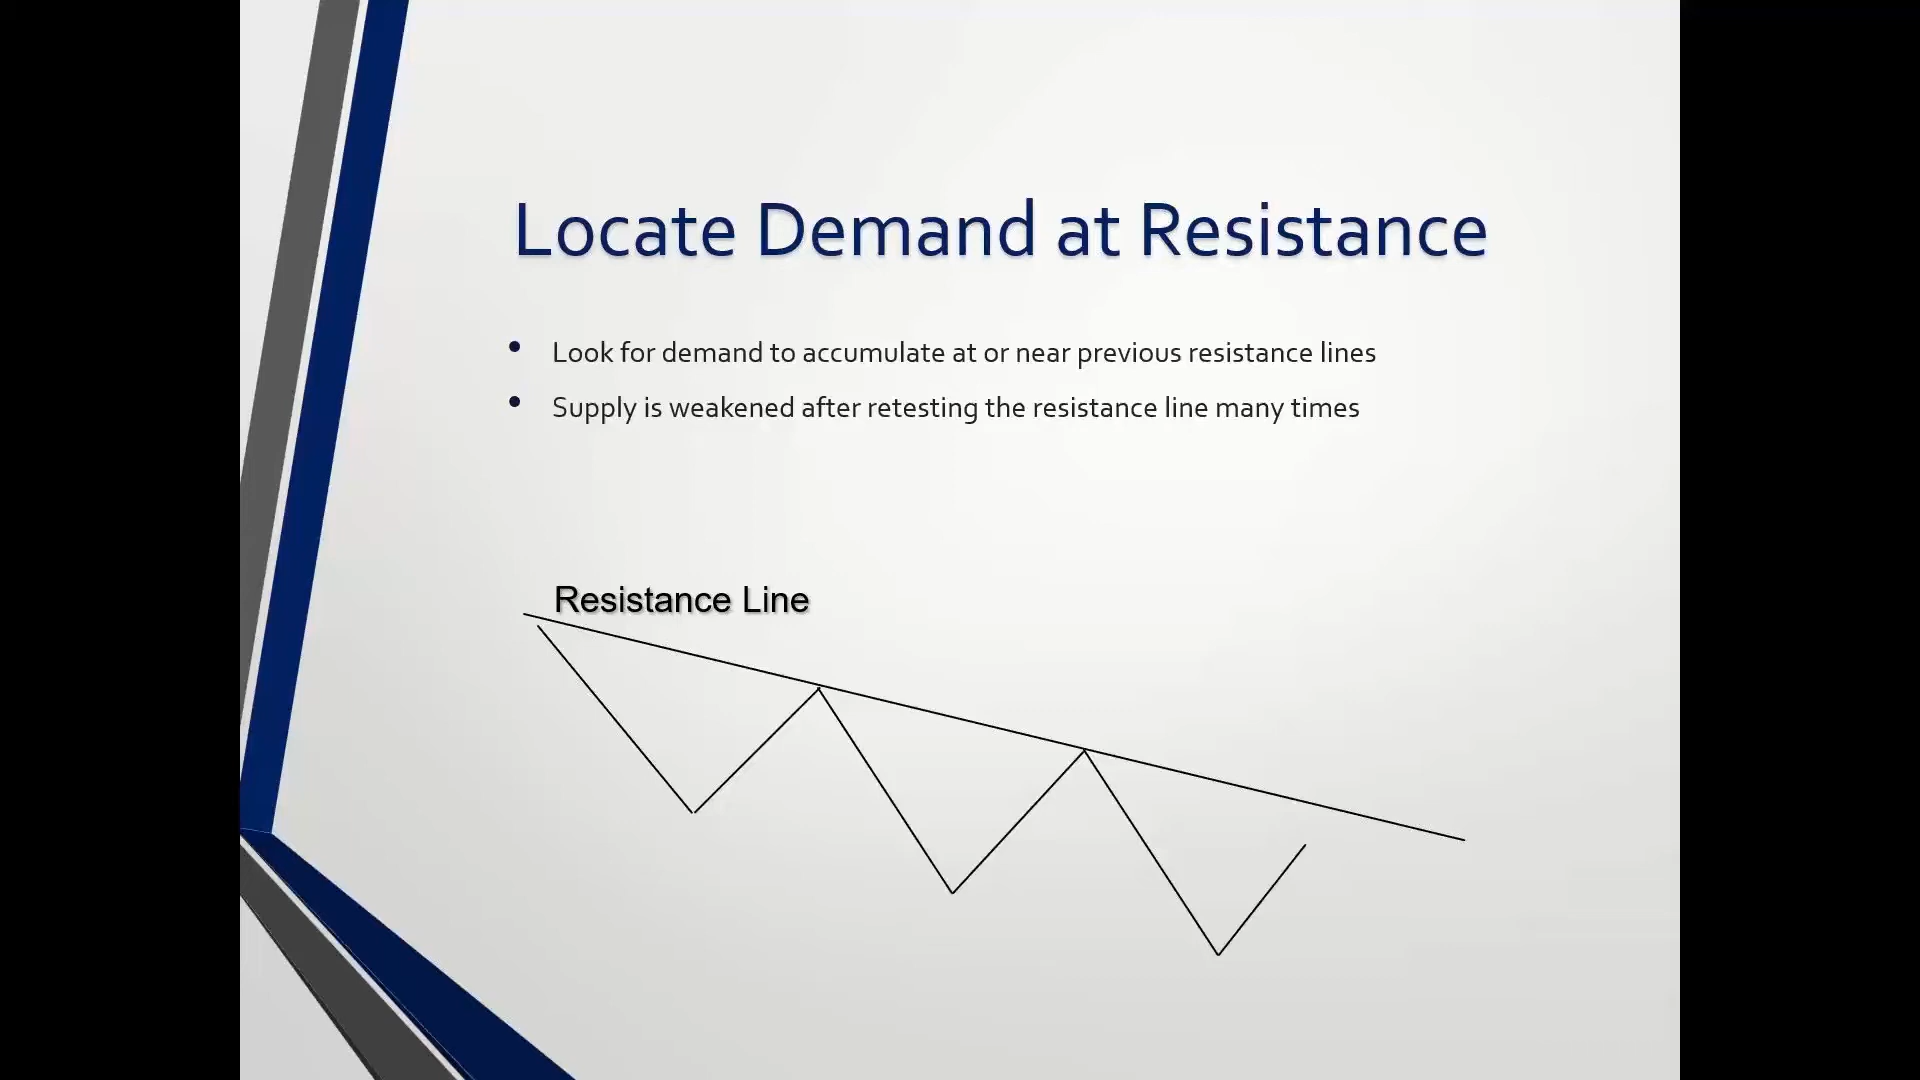 Locate Demand at Resistance
• Look for demand to accumulate at or near previous resistance lines
• Supply is weakened after retesting the resistance line many times
Resistance Line